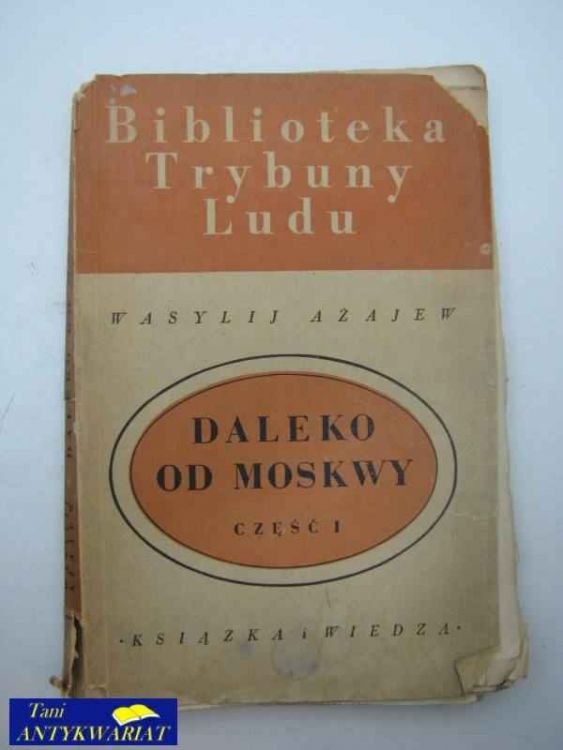 Biblioteka
Trybuny
Ludu
WASYLIJ AŻAJEW
DALEKO
OD MOSKWY
CZĘŚĆ I
·KSIĄŻKA i WIEDZA·
Tani
ANTYKWARIAT